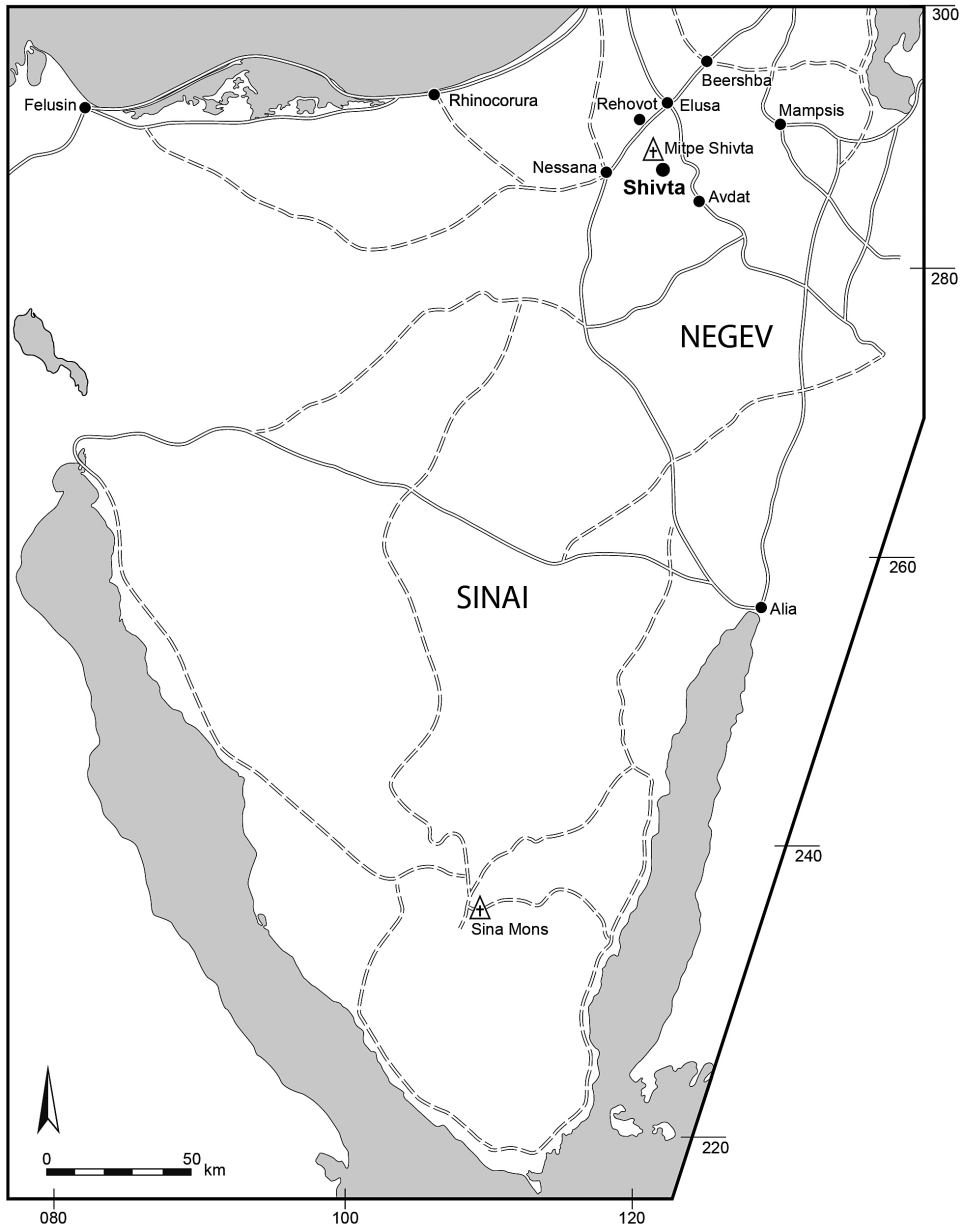 300
Beershba
Felusin
Rhinocorura
Rehovot
Elusa
Mampsis
Mitpe Shivta
Nessana
Shivta
Avdat
280
NEGEV
260
SINAI
Alia
240
Sina Mons
220
0 50
km
080 100 120